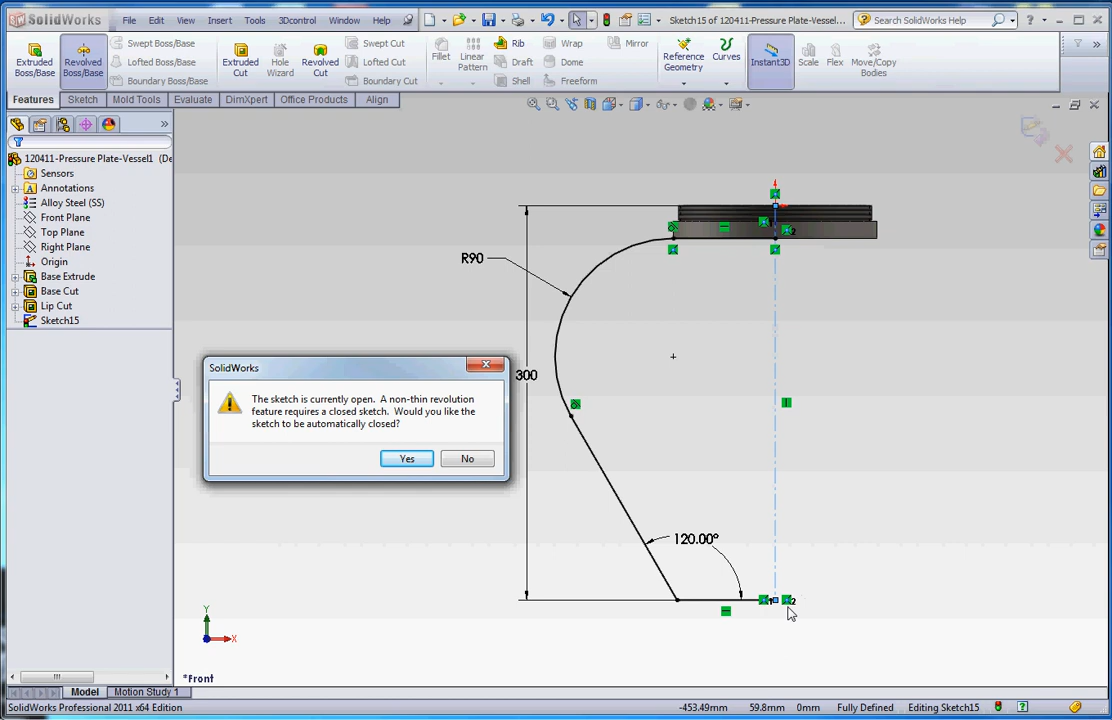 SolidWorks
File
Edit
View
Insert
Tools
3Dcontrol
Window
Help
Sketch15 of 120411-Pressure Plate-Vessel...
Search SolidWorks Help
Extruded Boss/Base
Revolved Boss/Base
Swept Boss/Base
Lofted Boss/Base
Boundary Boss/Base
Extruded Cut
Hole Wizard
Revolved Cut
Swept Cut
Lofted Cut
Boundary Cut
Fillet
Linear Pattern
Rib
Draft
Shell
Wrap
Dome
Freeform
Mirror
Reference Geometry
Curves
Instant3D
Scale
Flex
Move/Copy Bodies
Features
Sketch
Mold Tools
Evaluate
DimXpert
Office Products
Align
120411-Pressure Plate-Vessel1 (De
Sensors
Annotations
Alloy Steel (SS)
Front Plane
Top Plane
Right Plane
Origin
Base Extrude
Base Cut
Lip Cut
Sketch15
R90
300
120.00°
SolidWorks
The sketch is currently open. A non-thin revolution
feature requires a closed sketch. Would you like the
sketch to be automatically closed?
Yes
No
Y
X
*Front
Model
Motion Study 1
SolidWorks Professional 2011 x64 Edition
-453.49mm
59.8mm
0mm
Fully Defined
Editing Sketch15